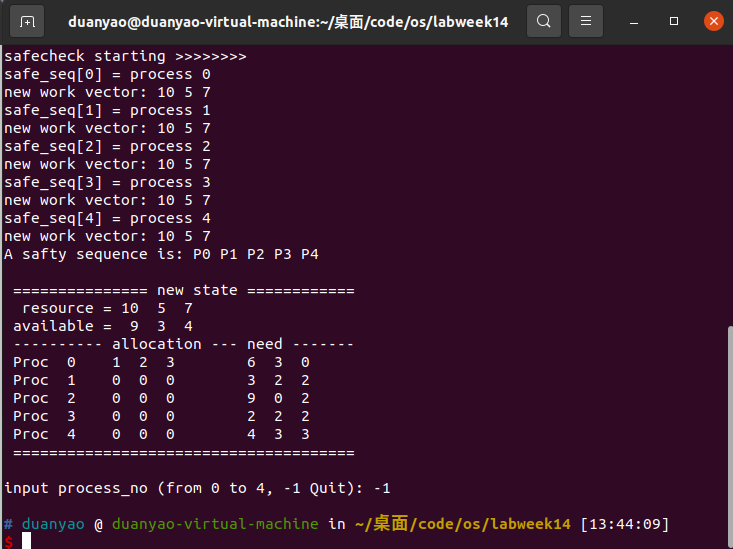 duanyao@duanyao-virtual-machine:~/桌面/code/os/labweek14
safecheck starting >>>>>>>>
safe_seq[0] = process 0
new work vector: 10 5 7
safe_seq[1] = process 1
new work vector: 10 5 7
safe_seq[2] = process 2
new work vector: 10 5 7
safe_seq[3] = process 3
new work vector: 10 5 7
safe_seq[4] = process 4
new work vector: 10 5 7
A safty sequence is: P0 P1 P2 P3 P4
=============== new state ============
resource = 10  5  7
available =  9  3  4
---------- allocation --- need -------
Proc  0    1  2  3        6  3  0
Proc  1    0  0  0        3  2  2
Proc  2    0  0  0        9  0  2
Proc  3    0  0  0        2  2  2
Proc  4    0  0  0        4  3  3
======================================
input process_no (from 0 to 4, -1 Quit): -1
# duanyao @ duanyao-virtual-machine in ~/桌面/code/os/labweek14 [13:44:09]
$